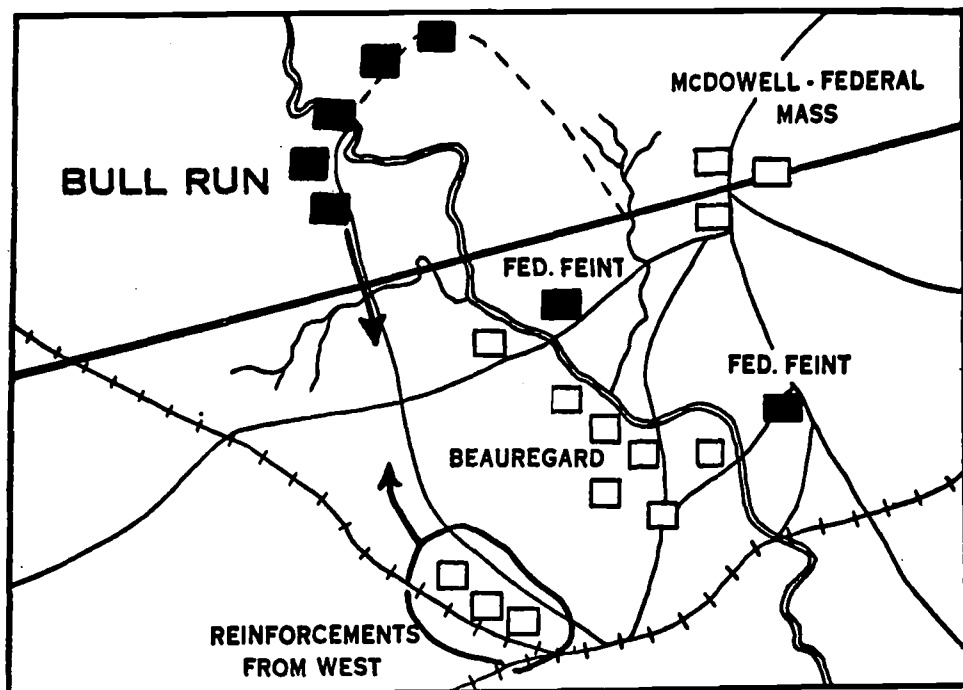 MCDOWELL - FEDERAL
MASS
BULL RUN
FED. FEINT
FED. FEINT
BEAUREGARD
REINFORCEMENTS
FROM WEST